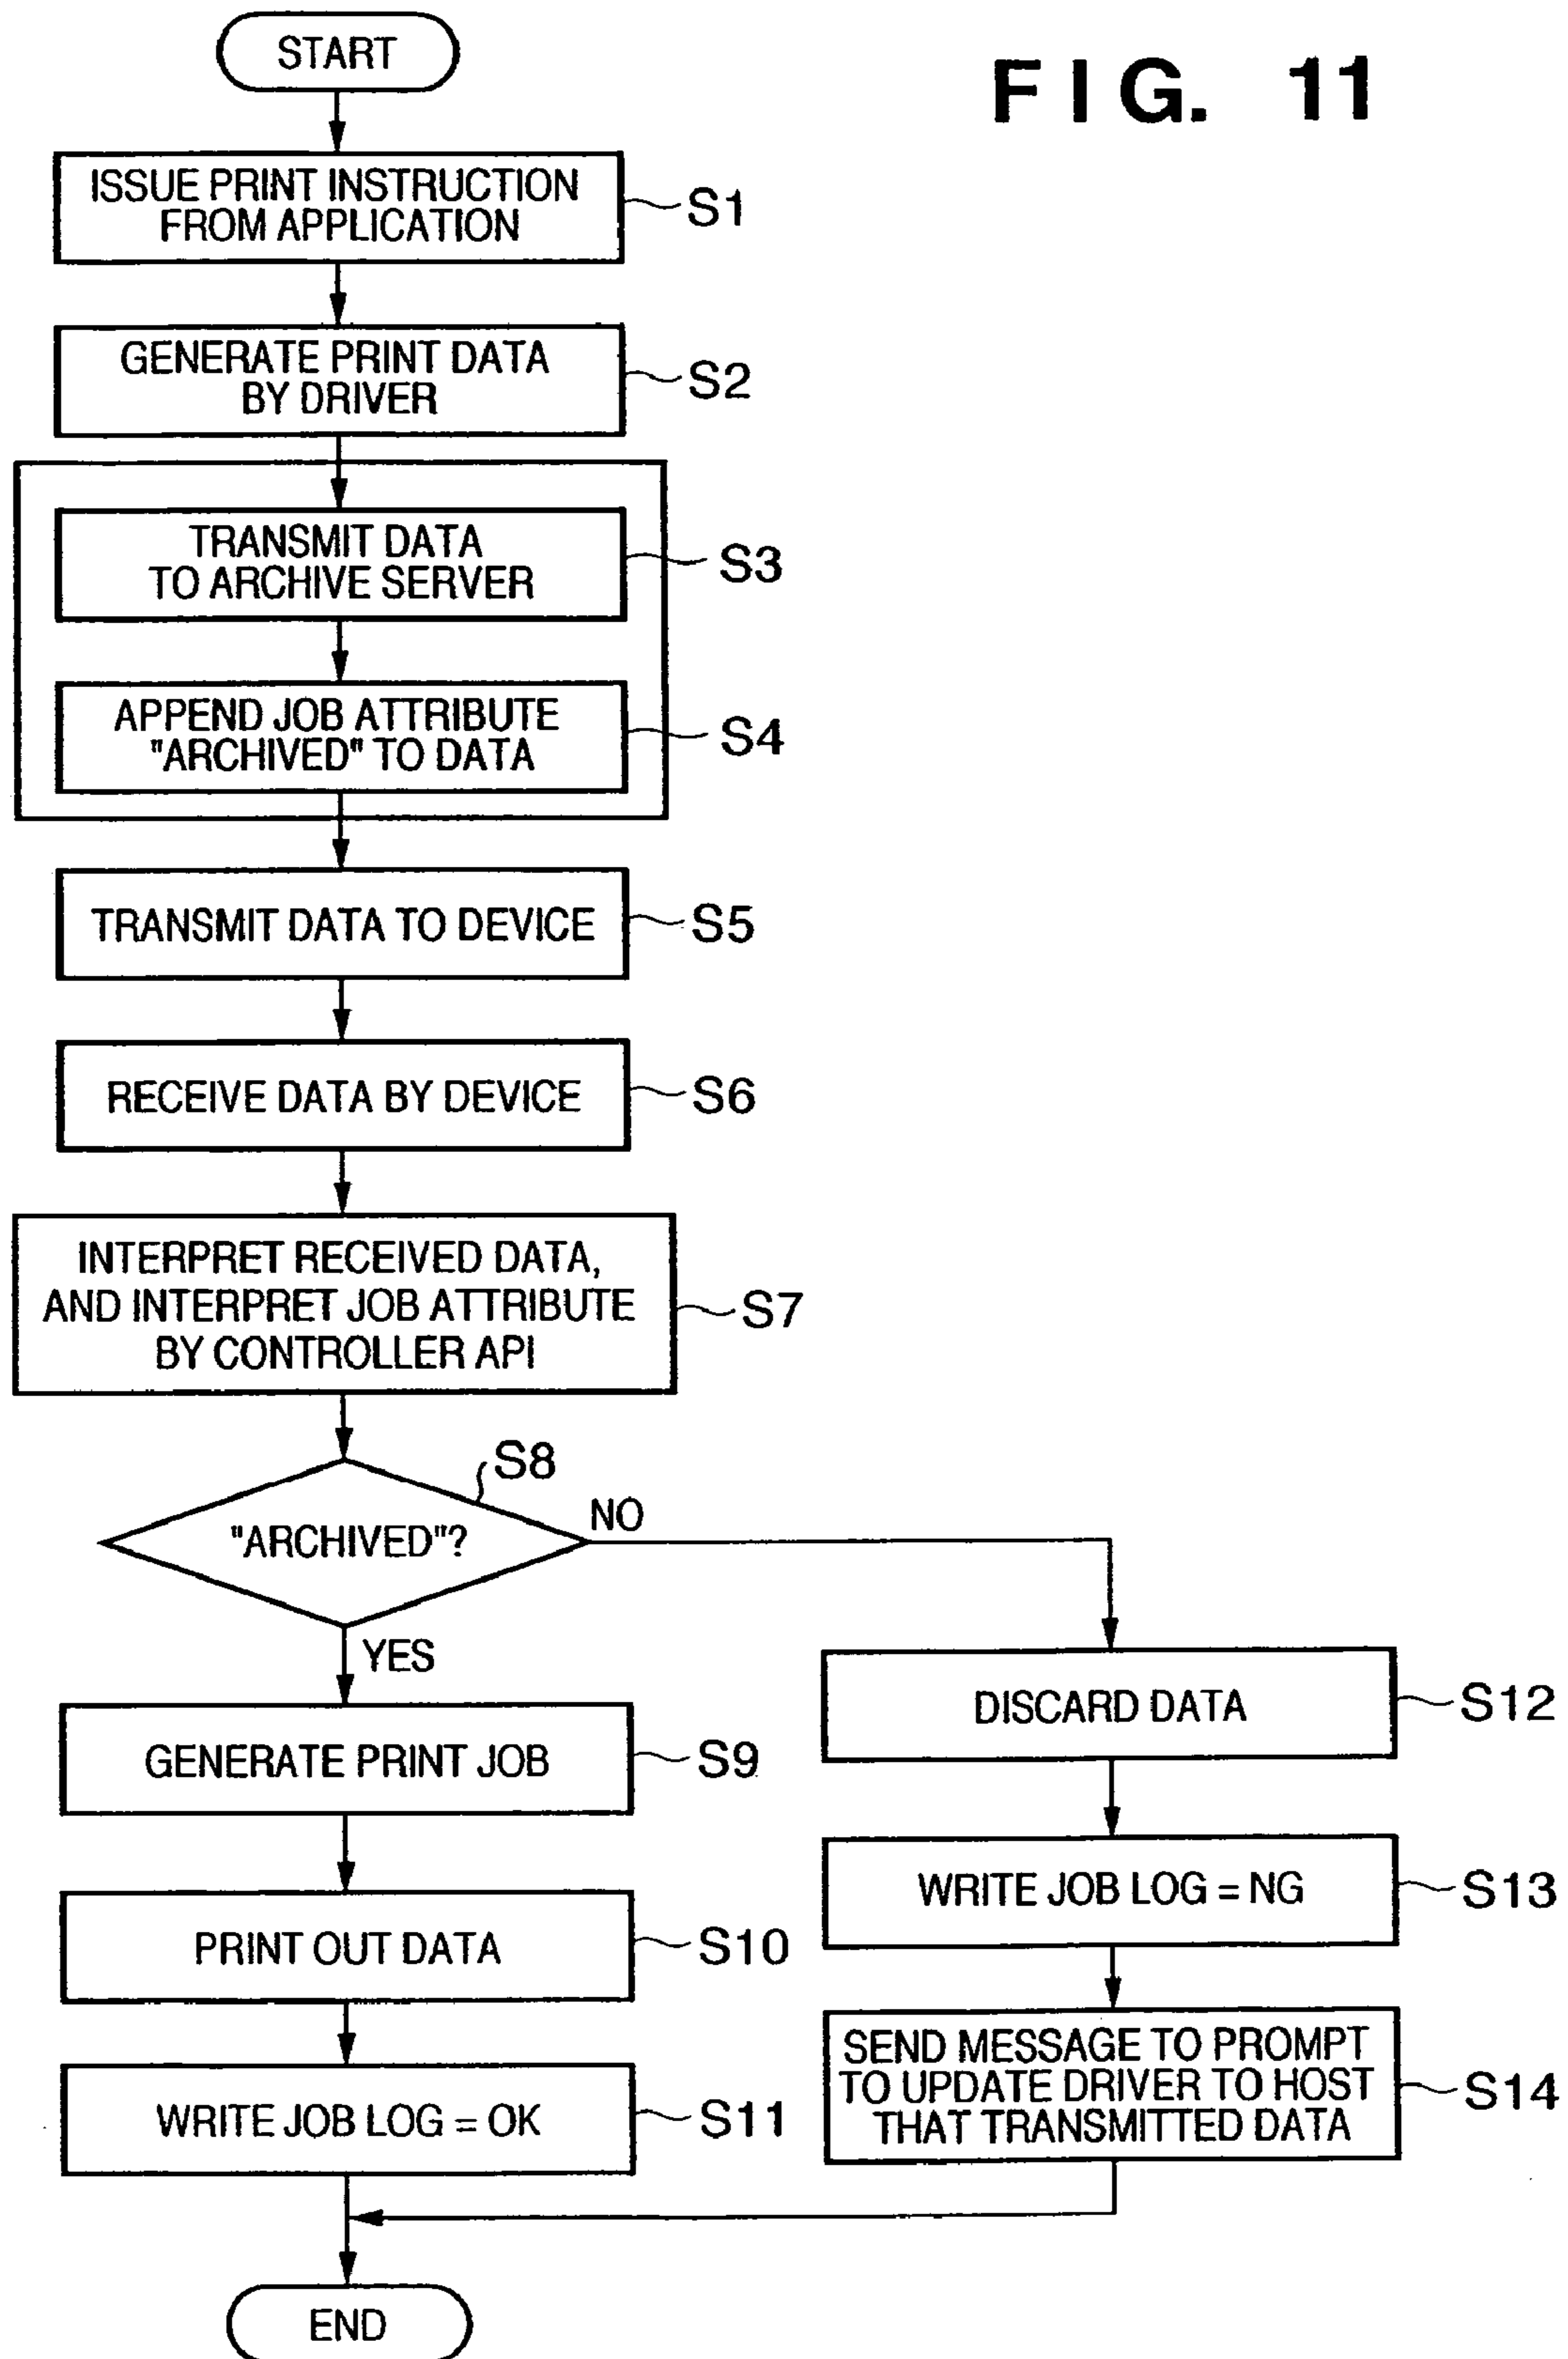 START
FIG. 11
ISSUE PRINT INSTRUCTION
FROM APPLICATION
S1
GENERATE PRINT DATA
BY DRIVER
S2
TRANSMIT DATA
TO ARCHIVE SERVER
S3
APPEND JOB ATTRIBUTE
"ARCHIVED" TO DATA
S4
TRANSMIT DATA TO DEVICE
S5
RECEIVE DATA BY DEVICE
S6
INTERPRET RECEIVED DATA,
AND INTERPRET JOB ATTRIBUTE
BY CONTROLLER API
S7
S8
"ARCHIVED"?
NO
YES
GENERATE PRINT JOB
S9
PRINT OUT DATA
S10
WRITE JOB LOG = OK
S11
DISCARD DATA
S12
WRITE JOB LOG = NG
S13
SEND MESSAGE TO PROMPT
TO UPDATE DRIVER TO HOST
THAT TRANSMITTED DATA
S14
END